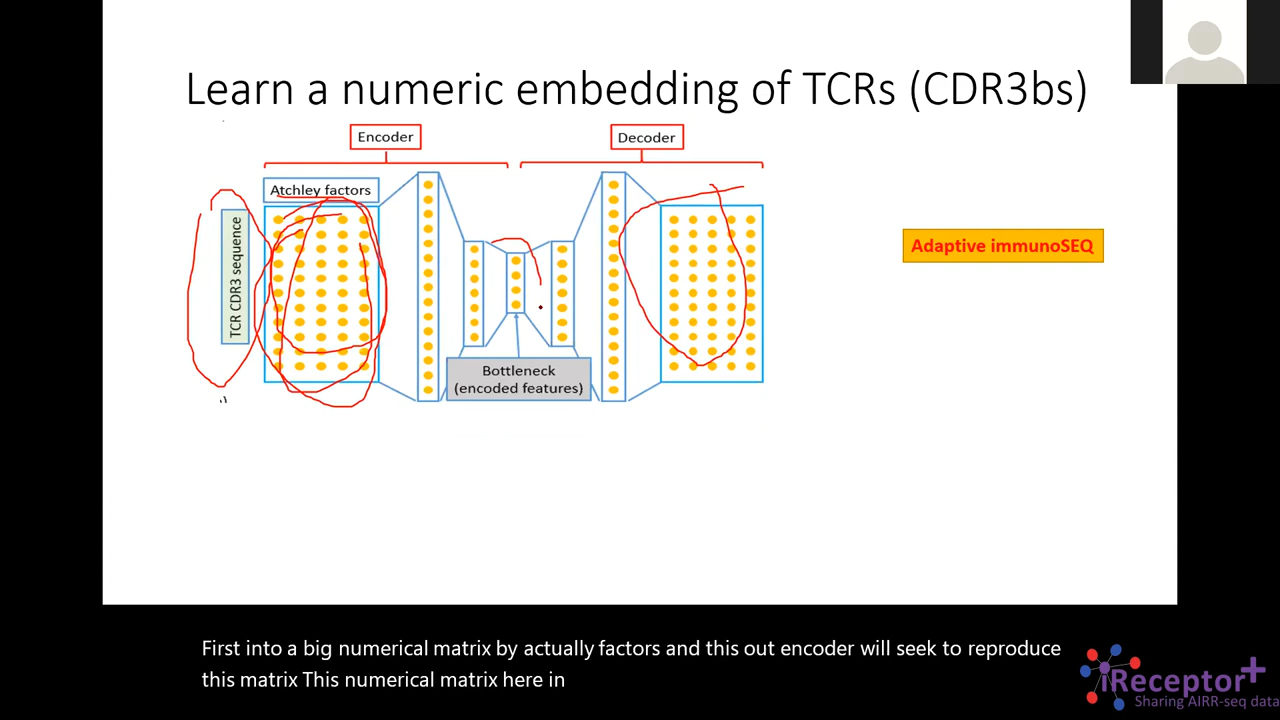 Learn a numeric embedding of TCRs (CDR3bs)
Encoder
Decoder
Atchley factors
TCR CDR3 sequence
Adaptive immunoSEQ
Bottleneck
(encoded features)
First into a big numerical matrix by actually factors and this out encoder will seek to reproduce
this matrix This numerical matrix here in
iReceptor+
Sharing AIRR-seq data